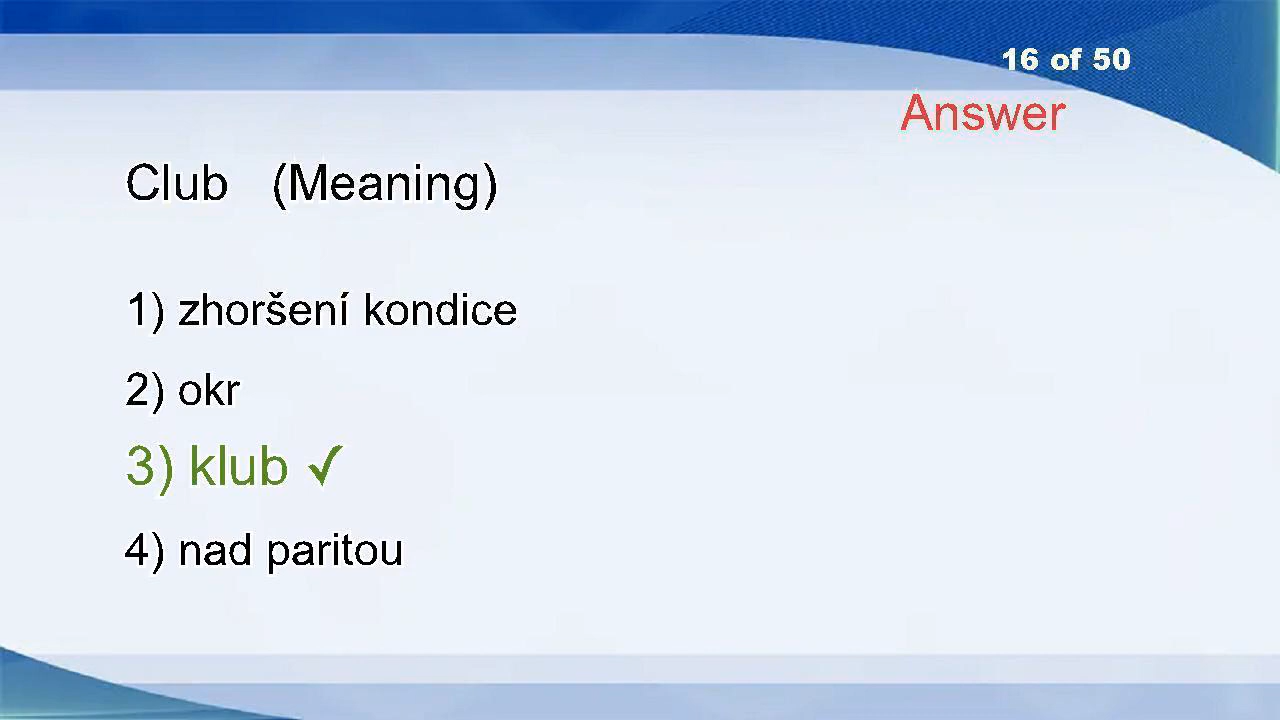 16 of 50
Answer
Club (Meaning)
1) zhoršení kondice
2) okr
3) klub ✓
4) nad paritou